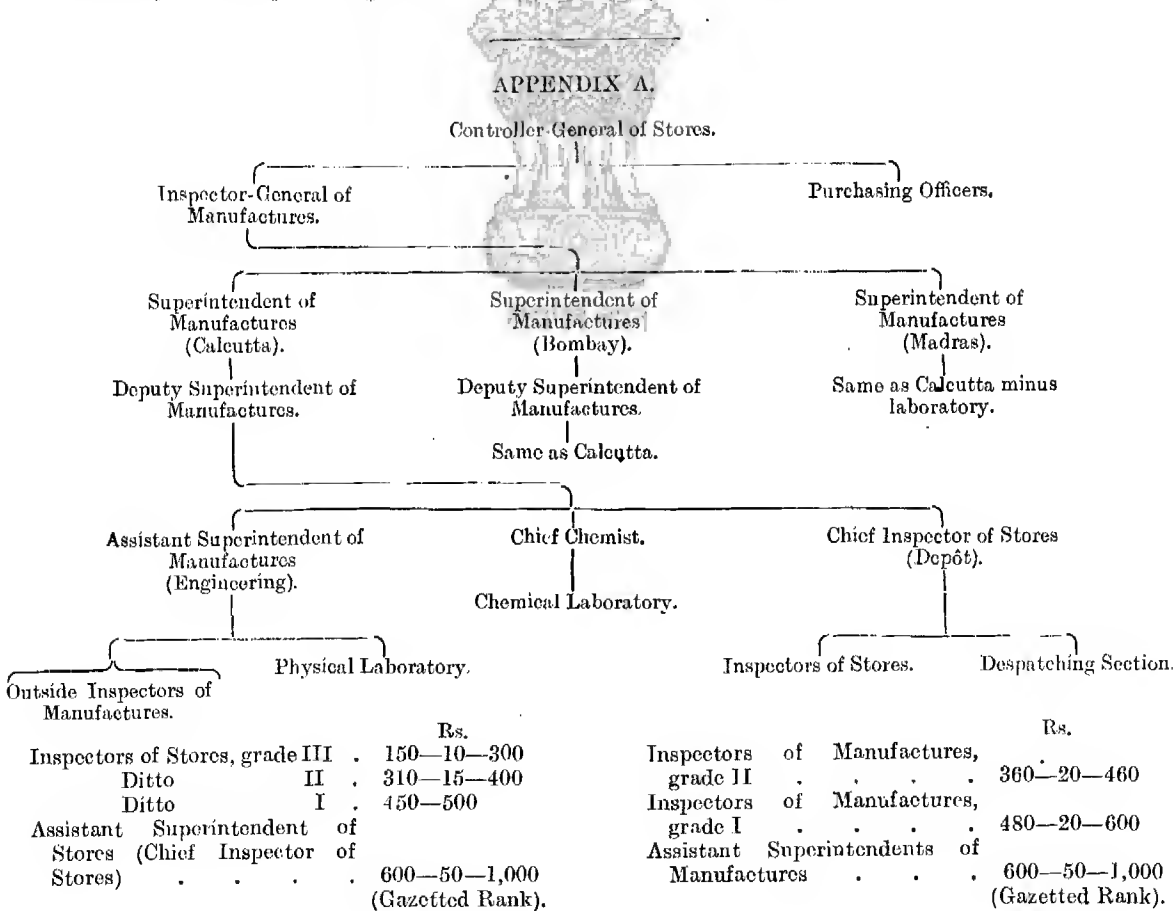 APPENDIX A.
Controller-General of Stores.
Inspector-General of
Manufactures.
Purchasing Officers.
Superintendent of
Manufactures
(Calcutta).
Superintendent of
Manufactures
(Bombay).
Superintendent of
Manufactures
(Madras).
Deputy Superintendent of
Manufactures.
Deputy Superintendent of
Manufactures.
Same as Calcutta minus
laboratory.
Same as Calcutta.
Assistant Superintendent of
Manufactures
(Engineering).
Chief Chemist.
Chief Inspector of Stores
(Depôt).
Chemical Laboratory.
Outside Inspectors of
Manufactures.
Physical Laboratory.
Inspectors of Stores.
Despatching Section.
Rs.
Inspectors of Stores, grade III . 150—10—300
Ditto II . 310—15—400
Ditto I . 450—500
Assistant Superintendent of
Stores (Chief Inspector of
Stores) . . . . 600—50—1,000
(Gazetted Rank).
Rs.
Inspectors of Manufactures,
grade II . . . . 360—20—460
Inspectors of Manufactures,
grade I . . . . 480—20—600
Assistant Superintendents of
Manufactures . . . 600—50—1,000
(Gazetted Rank).